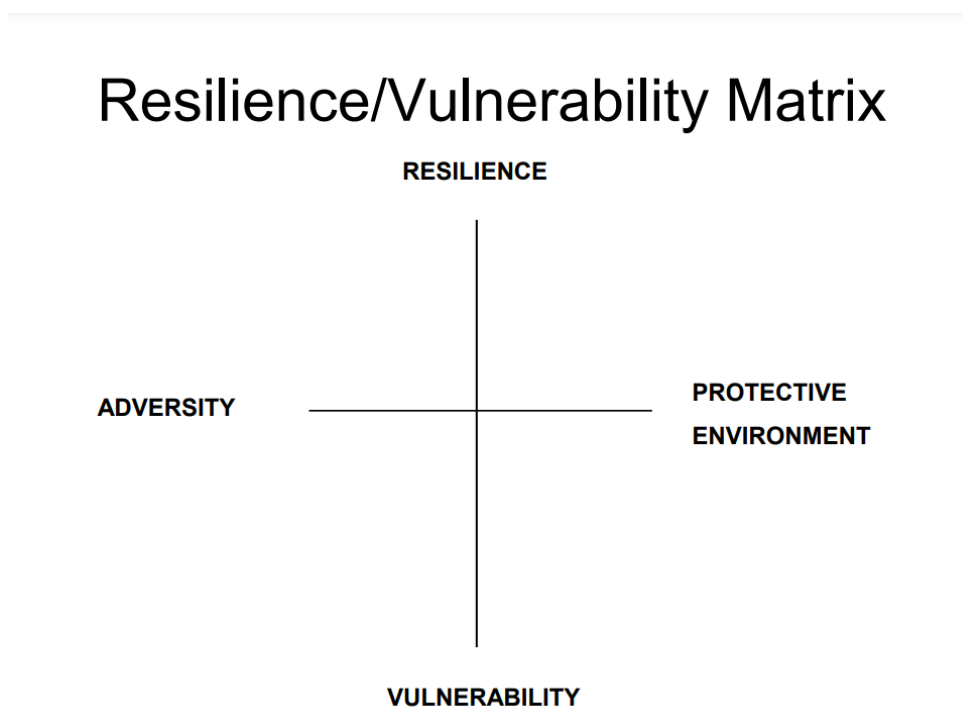 Resilience/Vulnerability Matrix
RESILIENCE
ADVERSITY
PROTECTIVE
ENVIRONMENT
VULNERABILITY